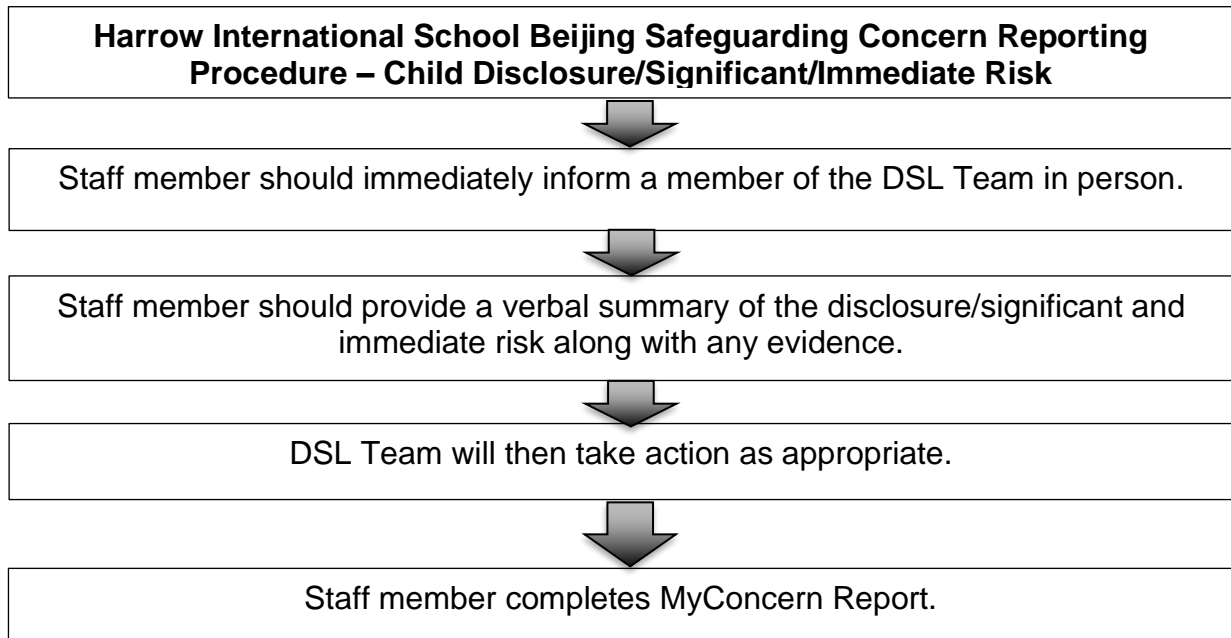 Harrow International School Beijing Safeguarding Concern Reporting
Procedure – Child Disclosure/Significant/Immediate Risk
Staff member should immediately inform a member of the DSL Team in person.
Staff member should provide a verbal summary of the disclosure/significant and
immediate risk along with any evidence.
DSL Team will then take action as appropriate.
Staff member completes MyConcern Report.